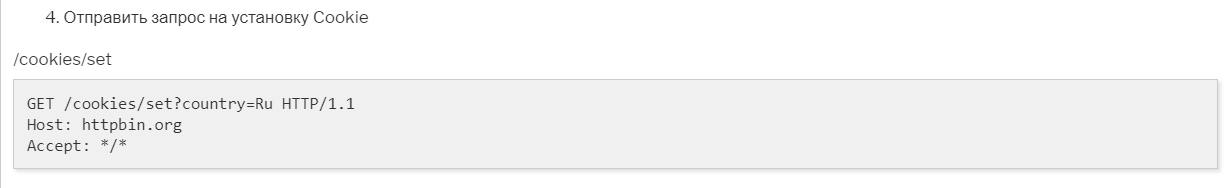 4. Отправить запрос на установку Cookie
/cookies/set
GET /cookies/set?country=Ru HTTP/1.1
Host: httpbin.org
Accept: */*